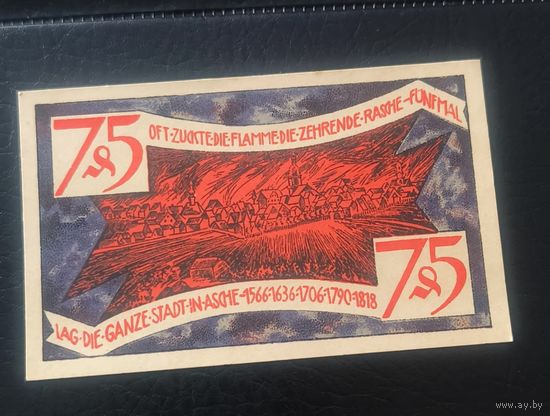 75
OFT·ZUCKTE·DIE·FLAMME·DIE·ZEHRENDE·RASCHE–FÜNFMAL
75
LAG·DIE·GANZE·STADT·IN·ASCHE–1566·1636·1706·1790·1818
www.ay.by